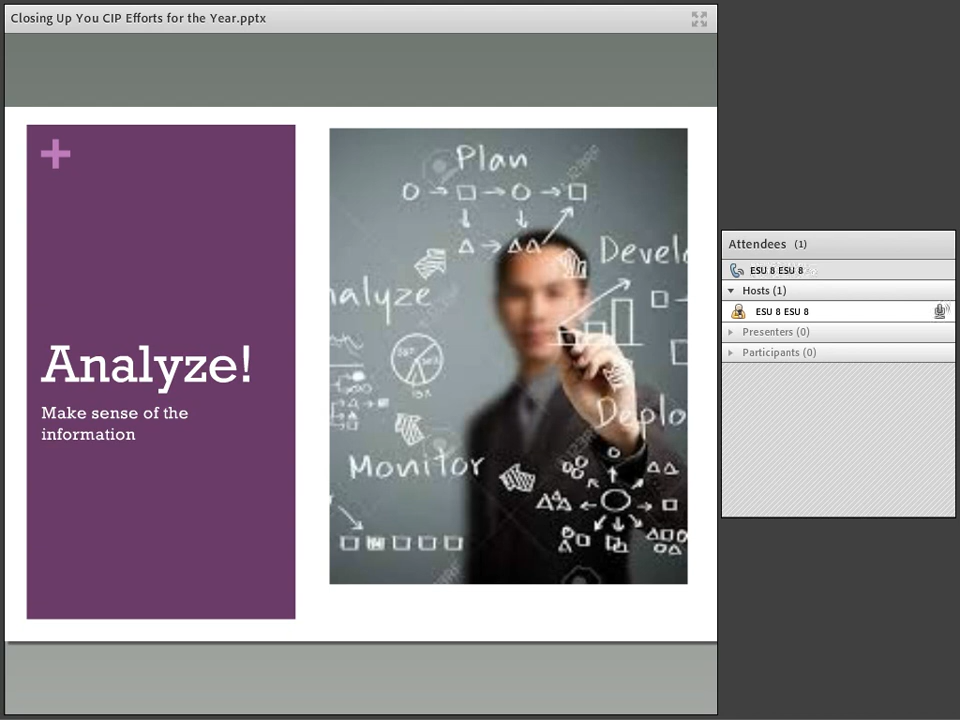 Closing Up You CIP Efforts for the Year.pptx
+
Analyze!
Make sense of the
information
Plan
Develo
nalyze
Deplo
Monitor
Attendees (1)
ESU 8 ESU 8
Hosts (1)
ESU 8 ESU 8
Presenters (0)
Participants (0)